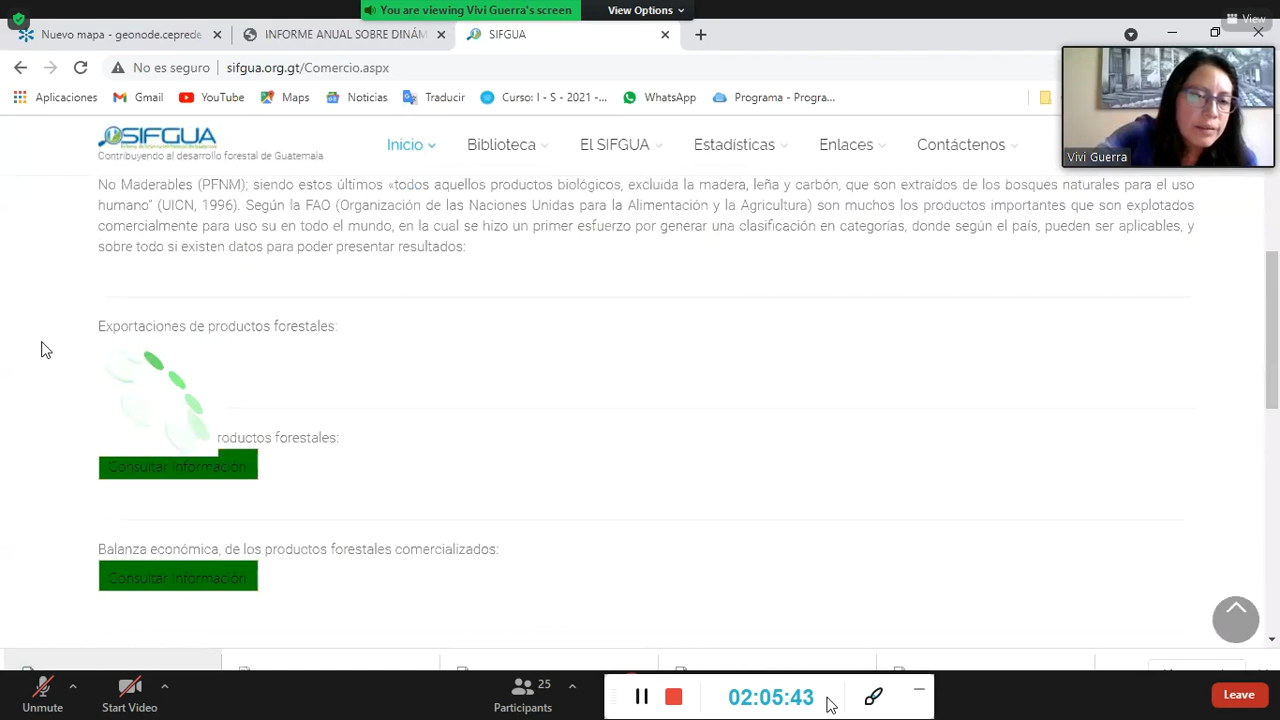 You are viewing Vivi Guerra's screen
View Options
View
Nuevo mapa - geonode.ceprede
INFORME ANUAL SOBRE DINÁM
SIFGUA
No es seguro
sifgua.org.gt/Comercio.aspx
Aplicaciones
Gmail
YouTube
Maps
Noticias
Traducir
Curso: I - S - 2021 -...
WhatsApp
Programa - Progra...
SIFGUA
Contribuyendo al desarrollo forestal de Guatemala
Inicio
Biblioteca
El SIFGUA
Estadísticas
Enlaces
Contáctenos
Vivi Guerra
No Maderables (PFNM); siendo estos últimos «todos aquellos productos biológicos, excluida la madera, leña y carbón, que son extraídos de los bosques naturales para el uso
humano” (UICN, 1996). Según la FAO (Organización de las Naciones Unidas para la Alimentación y la Agricultura) son muchos los productos importantes que son explotados
comercialmente para uso su en todo el mundo, en la cual se hizo un primer esfuerzo por generar una clasificación en categorías, donde según el país, pueden ser aplicables, y
sobre todo si existen datos para poder presentar resultados:
Exportaciones de productos forestales:
roductos forestales:
Consultar Información
Balanza económica, de los productos forestales comercializados:
Consultar Información
Unmute
Start Video
25
Participants
02:05:43
Leave